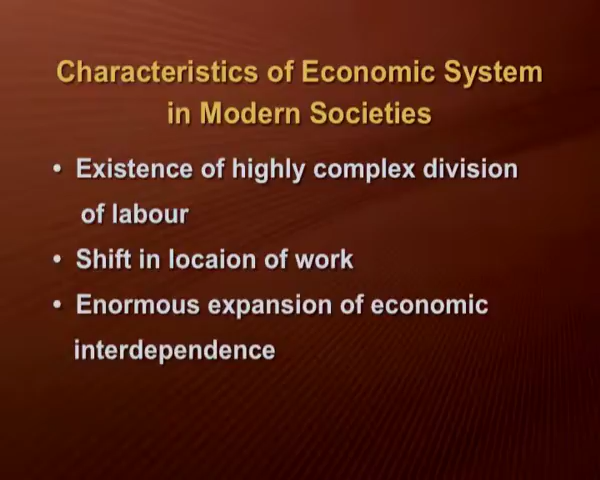 Characteristics of Economic System
in Modern Societies
• Existence of highly complex division
of labour
• Shift in locaion of work
• Enormous expansion of economic
interdependence